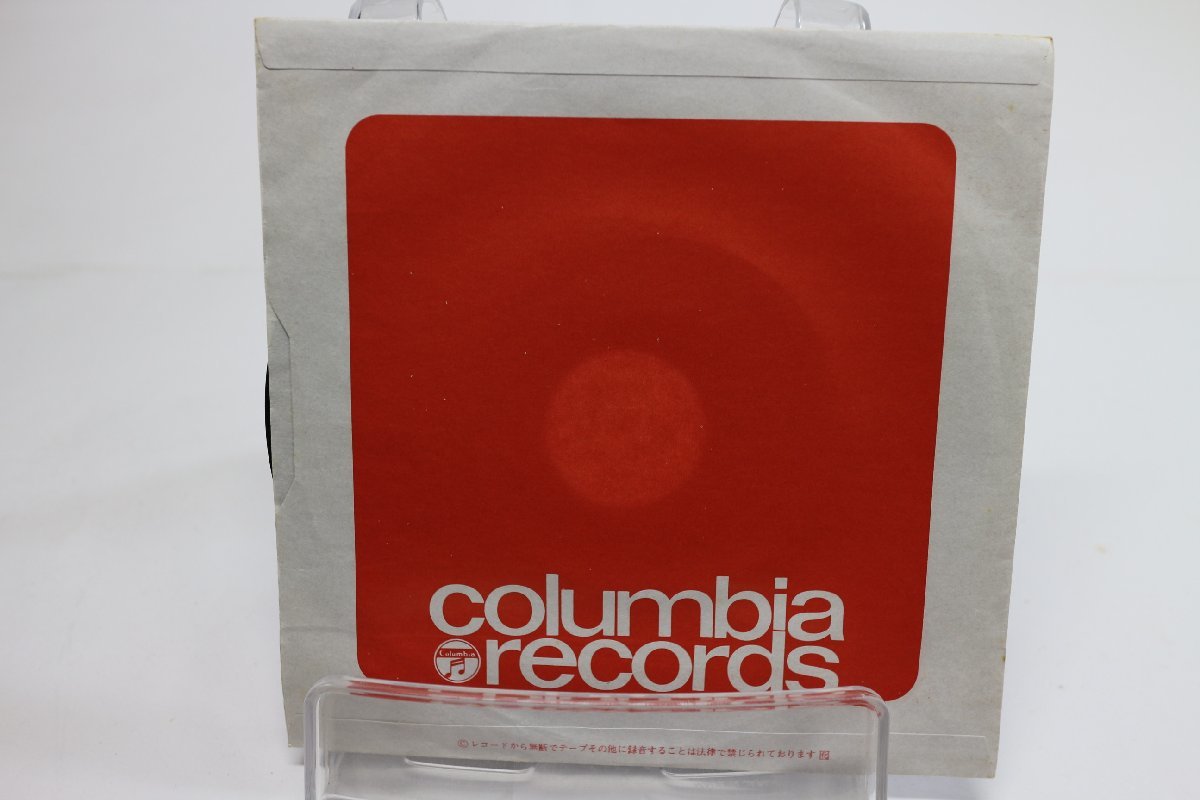 columbia
Columbia
records
©レコードから無断でテープその他に録音することは法律で禁じられております